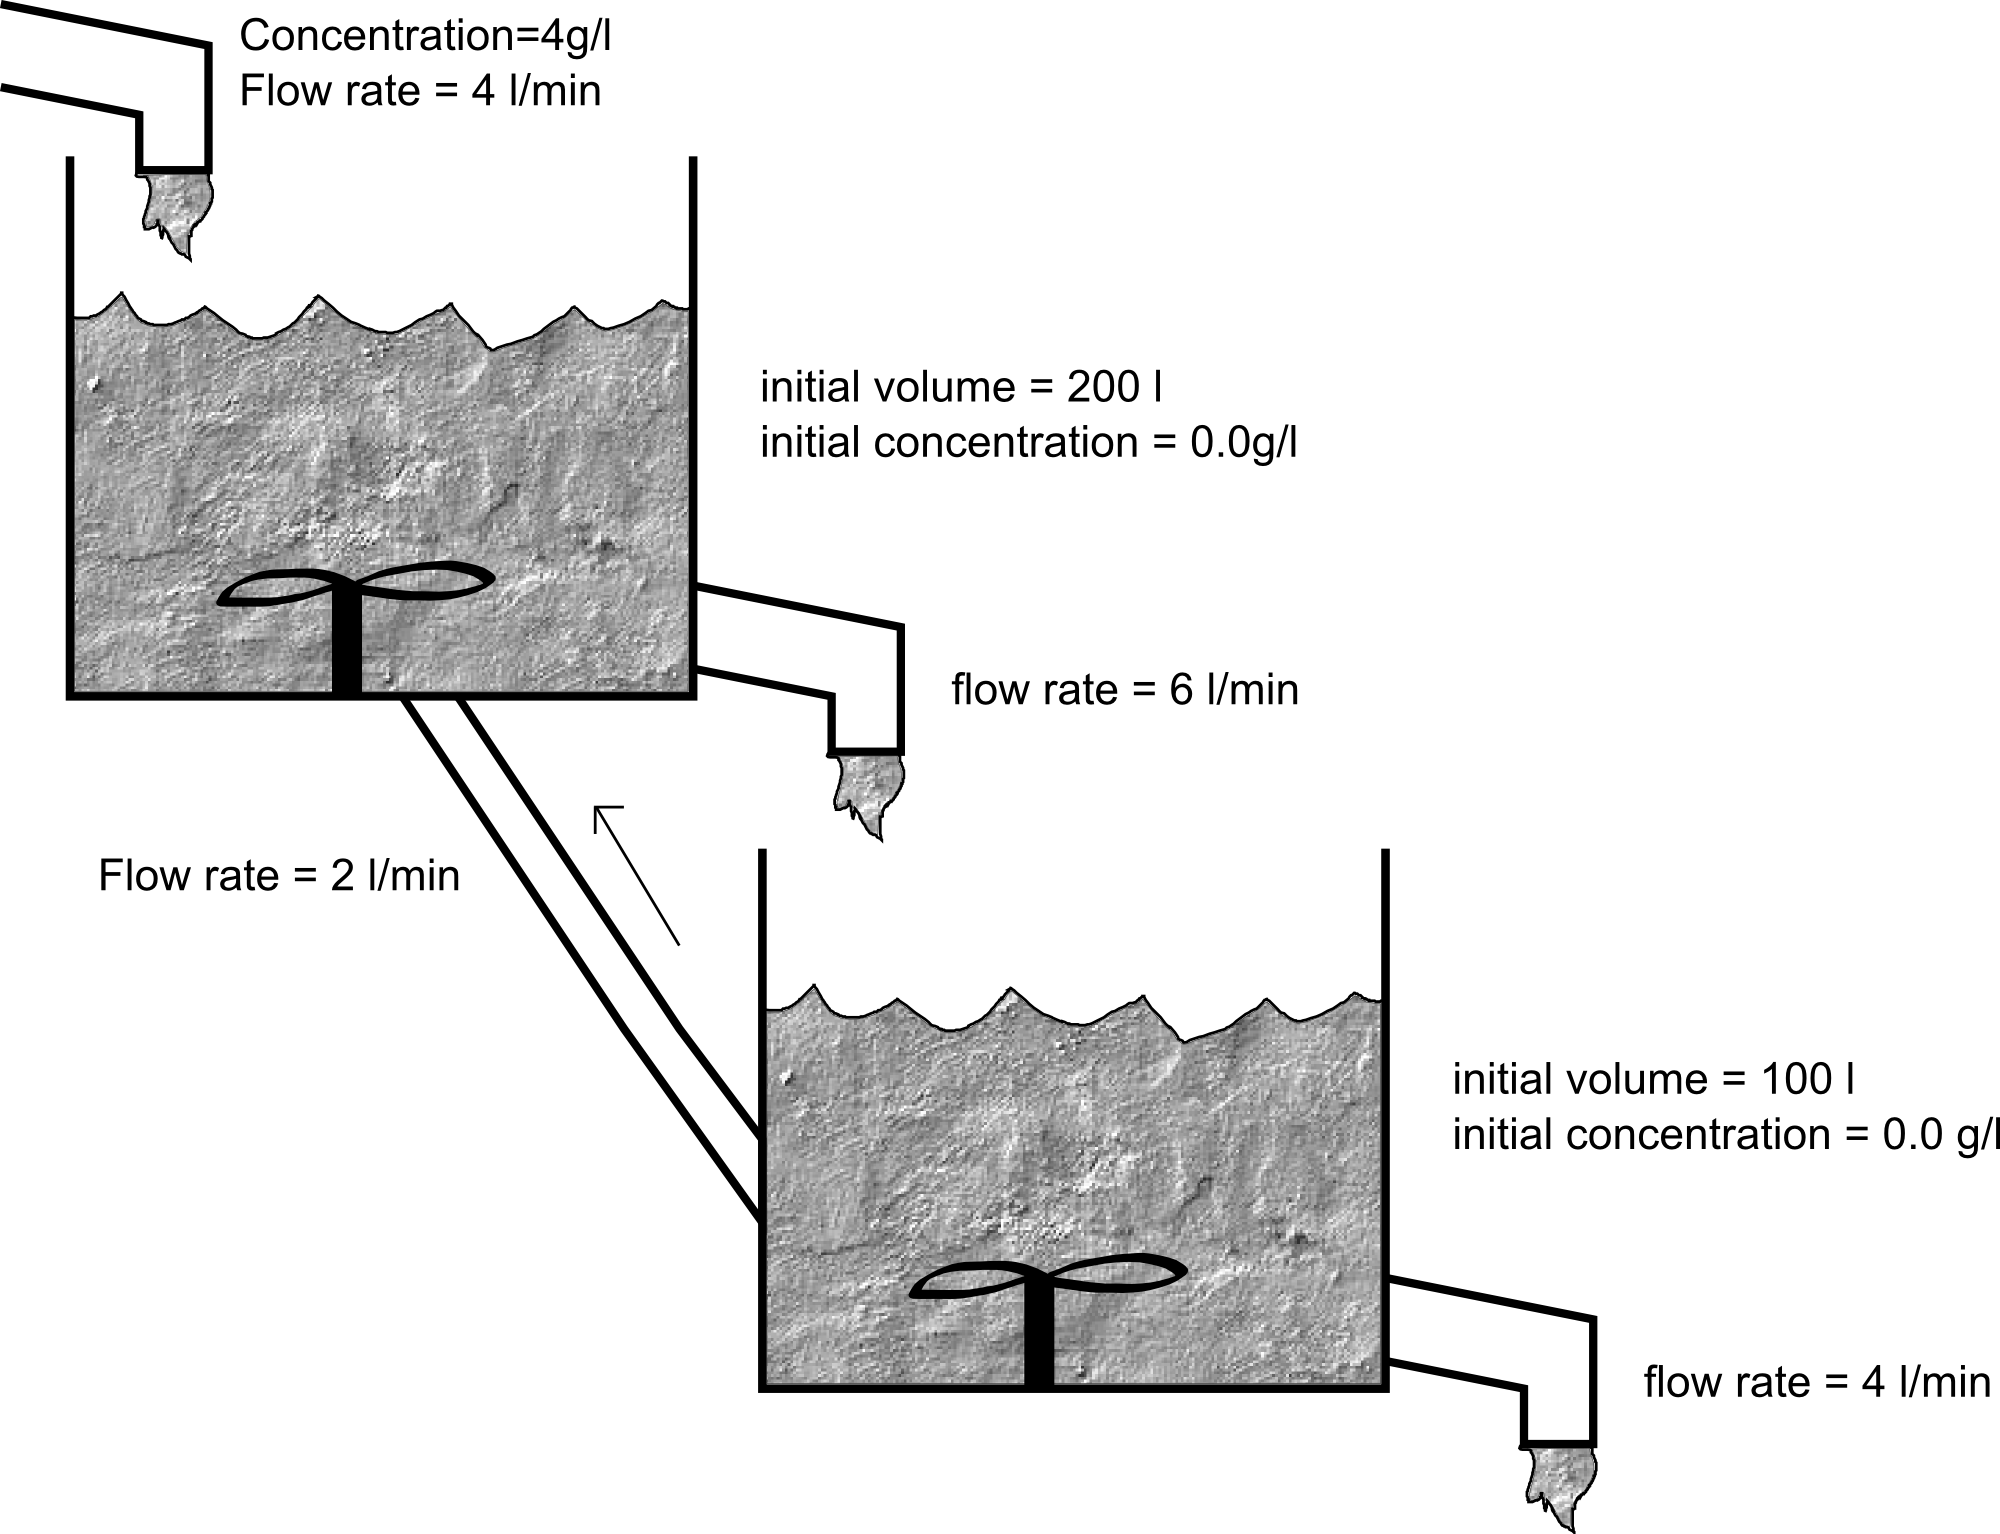 Concentration=4g/l
Flow rate = 4 l/min
initial volume = 200 l
initial concentration = 0.0g/l
flow rate = 6 l/min
Flow rate = 2 l/min
initial volume = 100 l
initial concentration = 0.0 g/l
flow rate = 4 l/min